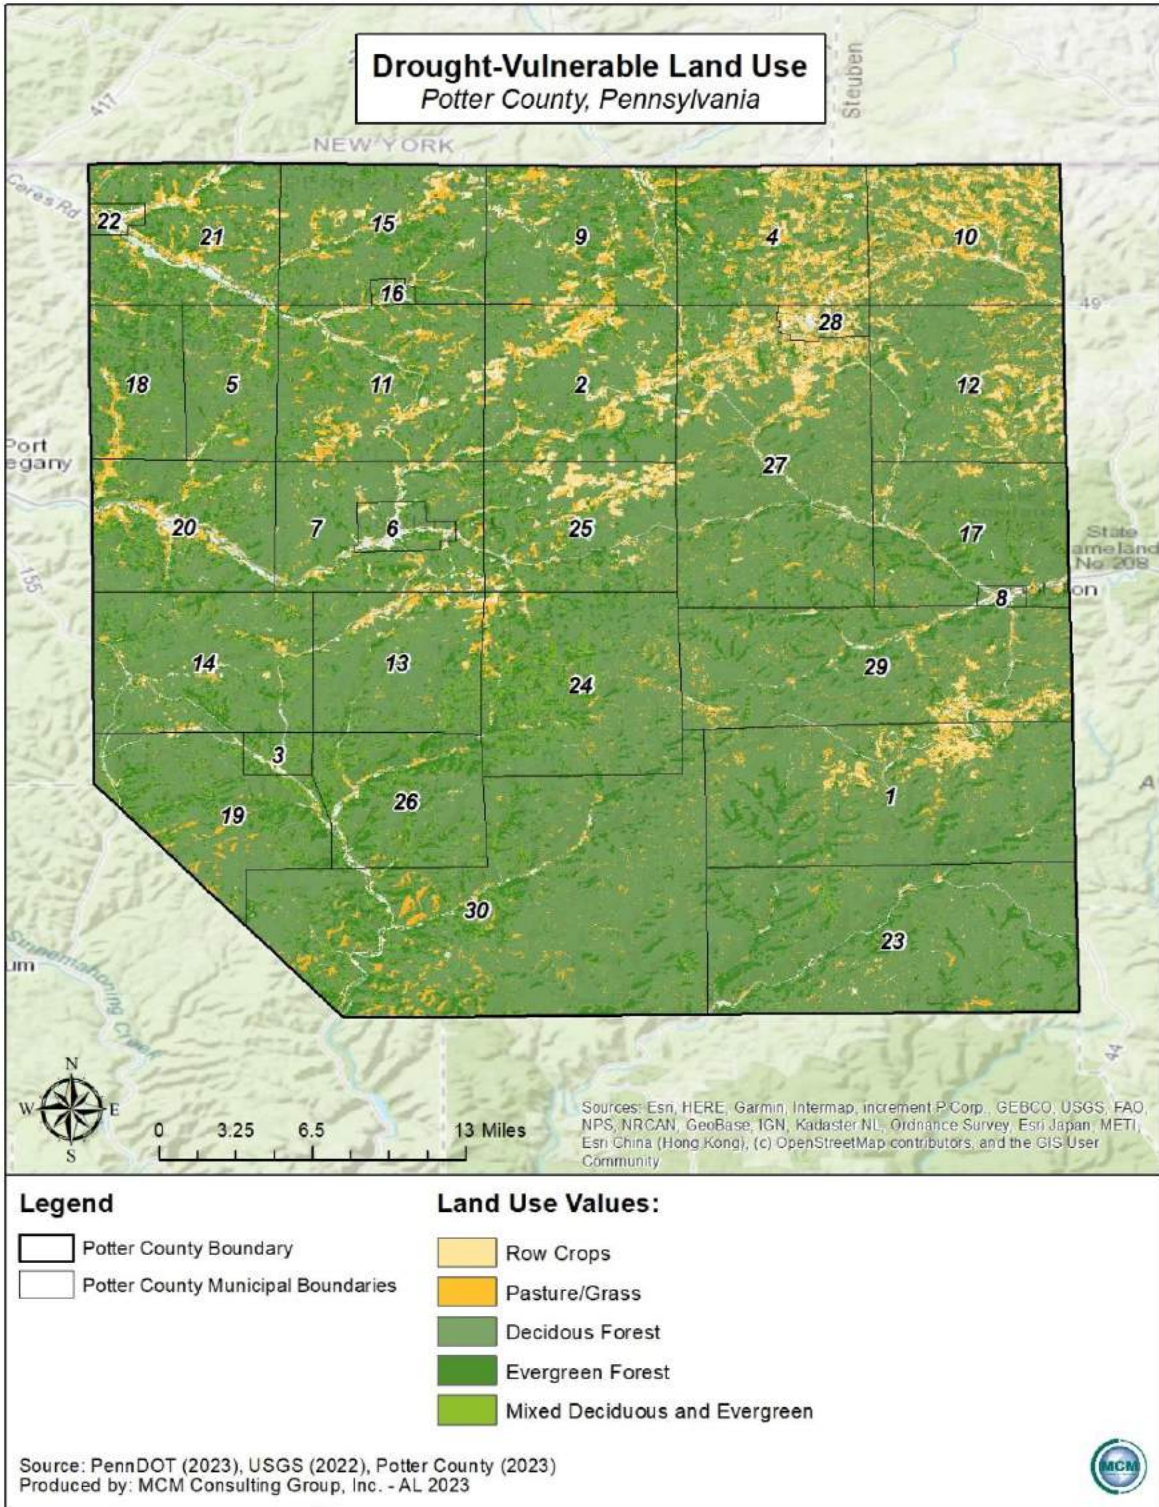 Drought-Vulnerable Land Use
Potter County, Pennsylvania
Steuben
417
NEW YORK
Ceres Rd
22
21
15
9
4
10
16
28
49
18
5
11
2
12
Port
egany
27
20
7
6
25
17
State
ameland
No 208
155
8
on
14
13
24
29
3
26
19
1
A
30
23
um
Sinnemahoning Creek
44
N
W E
S
0 3.25 6.5 13 Miles
Sources: Esri, HERE, Garmin, Intermap, increment P Corp., GEBCO, USGS, FAO,
NPS, NRCAN, GeoBase, IGN, Kadaster NL, Ordnance Survey, Esri Japan, METI,
Esri China (Hong Kong), (c) OpenStreetMap contributors, and the GIS User
Community
Legend
Potter County Boundary
Potter County Municipal Boundaries
Land Use Values:
Row Crops
Pasture/Grass
Decidous Forest
Evergreen Forest
Mixed Deciduous and Evergreen
Source: PennDOT (2023), USGS (2022), Potter County (2023)
Produced by: MCM Consulting Group, Inc. - AL 2023
MCM